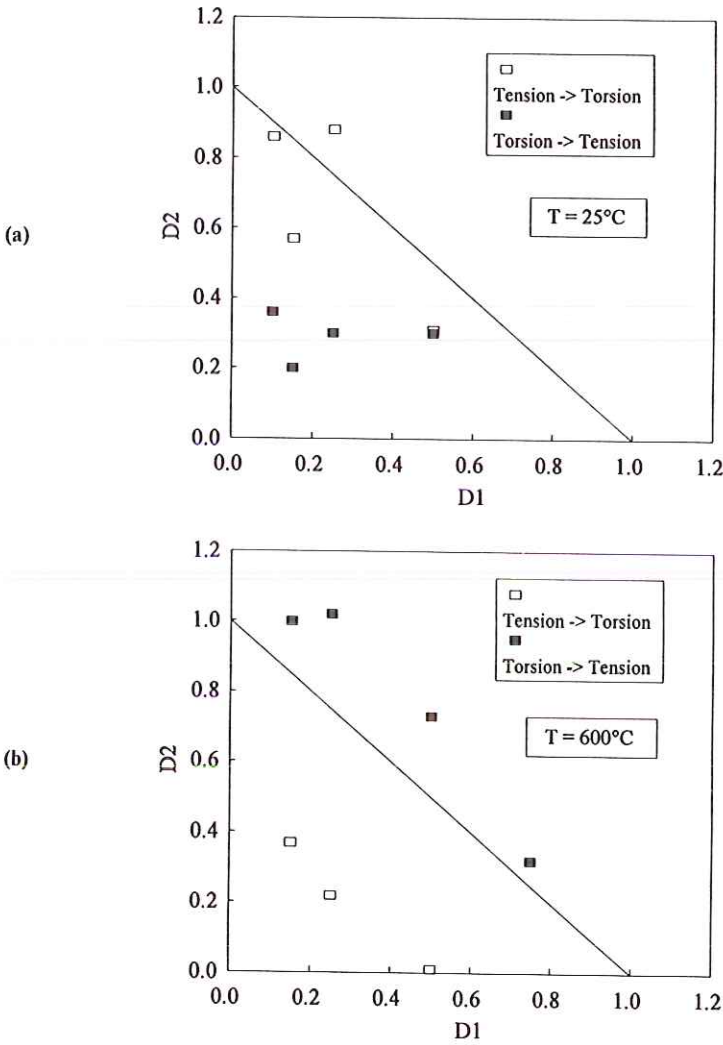 (a)
1.2
1.0
0.8
0.6
0.4
0.2
0.0
D2
Tension -> Torsion
Torsion -> Tension
T = 25°C
0.0 0.2 0.4 0.6 0.8 1.0 1.2
D1
(b)
1.2
1.0
0.8
0.6
0.4
0.2
0.0
D2
Tension -> Torsion
Torsion -> Tension
T = 600°C
0.0 0.2 0.4 0.6 0.8 1.0 1.2
D1